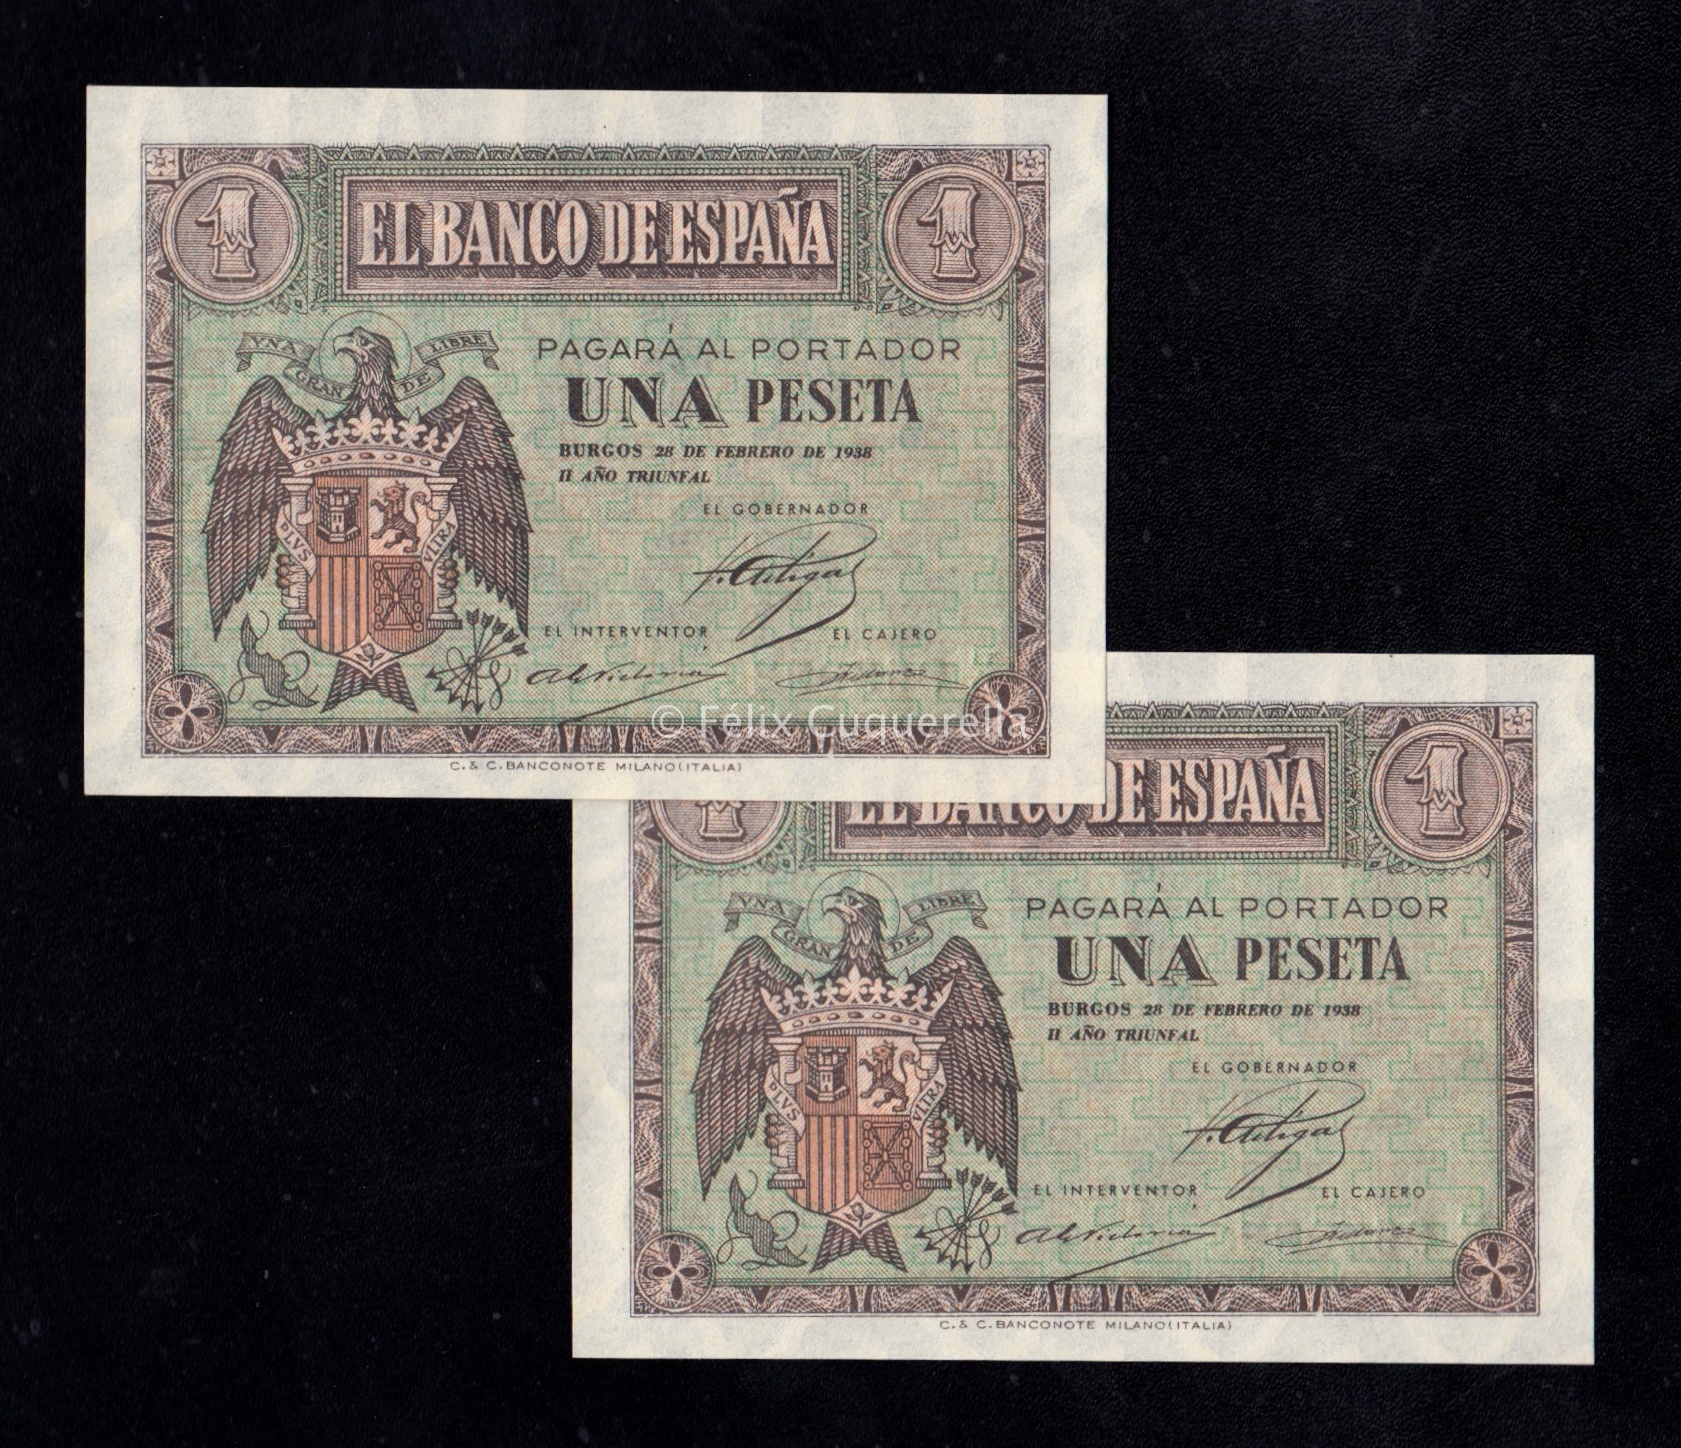 1 EL BANCO DE ESPAÑA 1
VNA GRANDE LIBRE
PAGARÁ AL PORTADOR
UNA PESETA
BURGOS 28 DE FEBRERO DE 1938
II AÑO TRIUNFAL
EL GOBERNADOR
PLVS VLTRA
EL INTERVENTOR EL CAJERO
© Félix Cuquerella
C. & C. BANCONOTE MILANO (ITALIA)
1 EL BANCO DE ESPAÑA 1
VNA GRANDE LIBRE
PAGARÁ AL PORTADOR
UNA PESETA
BURGOS 28 DE FEBRERO DE 1938
II AÑO TRIUNFAL
EL GOBERNADOR
PLVS VLTRA
EL INTERVENTOR EL CAJERO
C. & C. BANCONOTE MILANO (ITALIA)